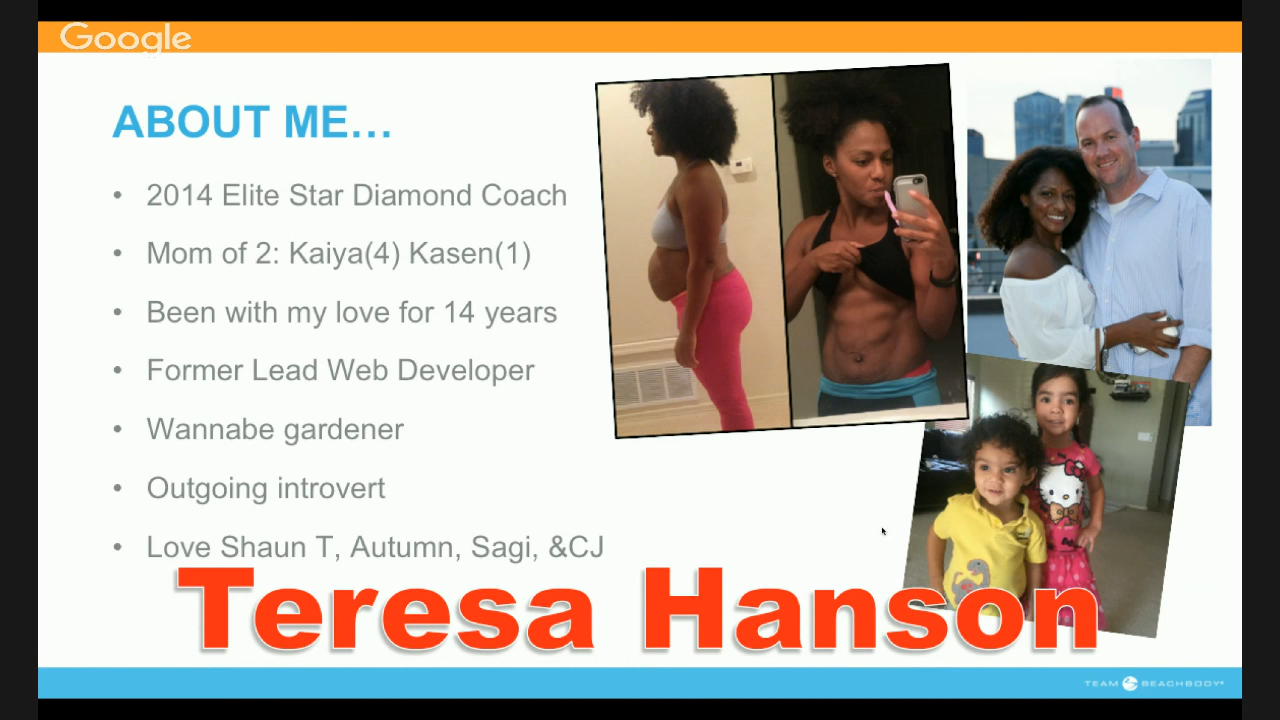 Google
ABOUT ME...
• 2014 Elite Star Diamond Coach
• Mom of 2: Kaiya(4) Kasen(1)
• Been with my love for 14 years
• Former Lead Web Developer
• Wannabe gardener
• Outgoing introvert
• Love Shaun T, Autumn, Sagi, &CJ
Teresa Hanson
TEAM BEACHBODY®